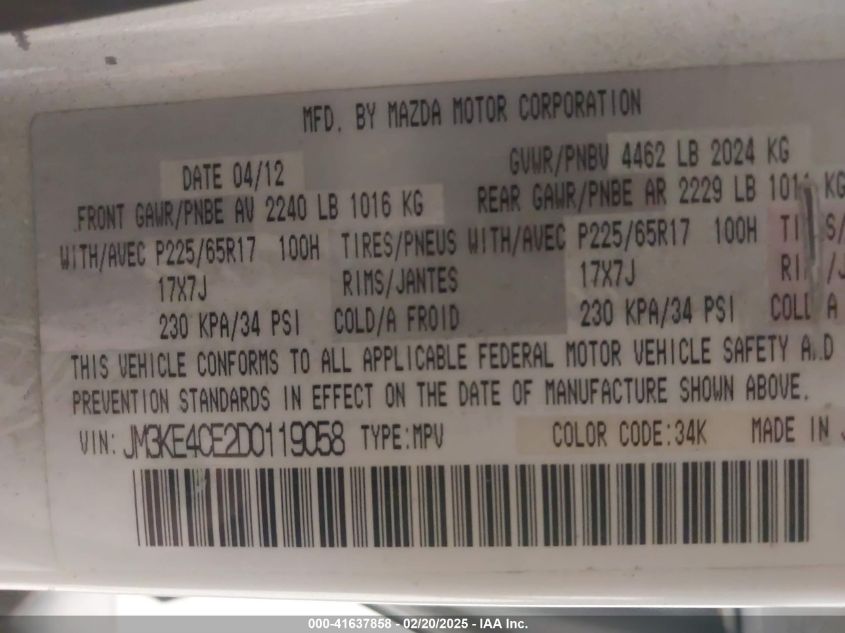 MFD. BY MAZDA MOTOR CORPORATION
DATE 04/12 GVWR/PNBV 4462 LB 2024 KG
FRONT GAWR/PNBE AV 2240 LB 1016 KG REAR GAWR/PNBE AR 2229 LB 1011 KG
WITH/AVEC P225/65R17 100H TIRES/PNEUS WITH/AVEC P225/65R17 100H
17X7J RIMS/JANTES 17X7J
230 KPA/34 PSI COLD/A FROID 230 KPA/34 PSI COLD A
THIS VEHICLE CONFORMS TO ALL APPLICABLE FEDERAL MOTOR VEHICLE SAFETY AND
PREVENTION STANDARDS IN EFFECT ON THE DATE OF MANUFACTURE SHOWN ABOVE.
VIN: JM3KE4CE2D0119058 TYPE:MPV COLOR CODE:34K MADE IN J
000-41637858 - 02/20/2025 - IAA Inc.